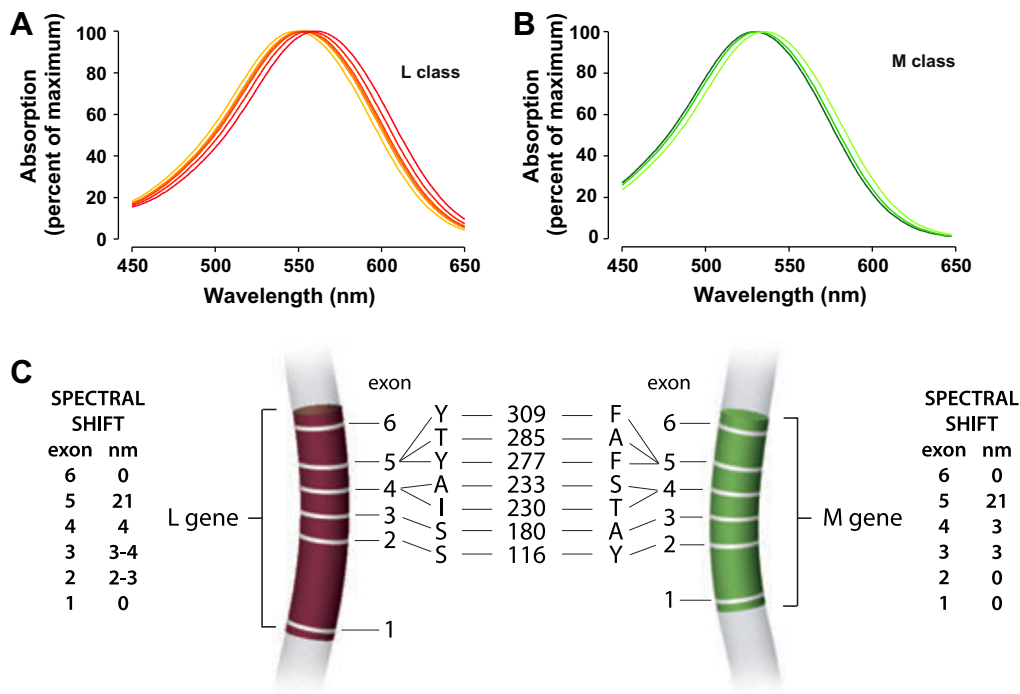 A
100
80
60
40
20
0
Absorption
(percent of maximum)
L class
450 500 550 600 650
Wavelength (nm)
B
100
80
60
40
20
0
Absorption
(percent of maximum)
M class
450 500 550 600 650
Wavelength (nm)
C
SPECTRAL
SHIFT
exon nm
6 0
5 21
4 4
3 3-4
2 2-3
1 0
L gene
exon
6
5
4
3
2
1
Y 309 F
T 285 A
Y 277 F
A 233 S
I 230 T
S 180 A
S 116 Y
exon
6
5
4
3
2
1
M gene
SPECTRAL
SHIFT
exon nm
6 0
5 21
4 3
3 3
2 0
1 0